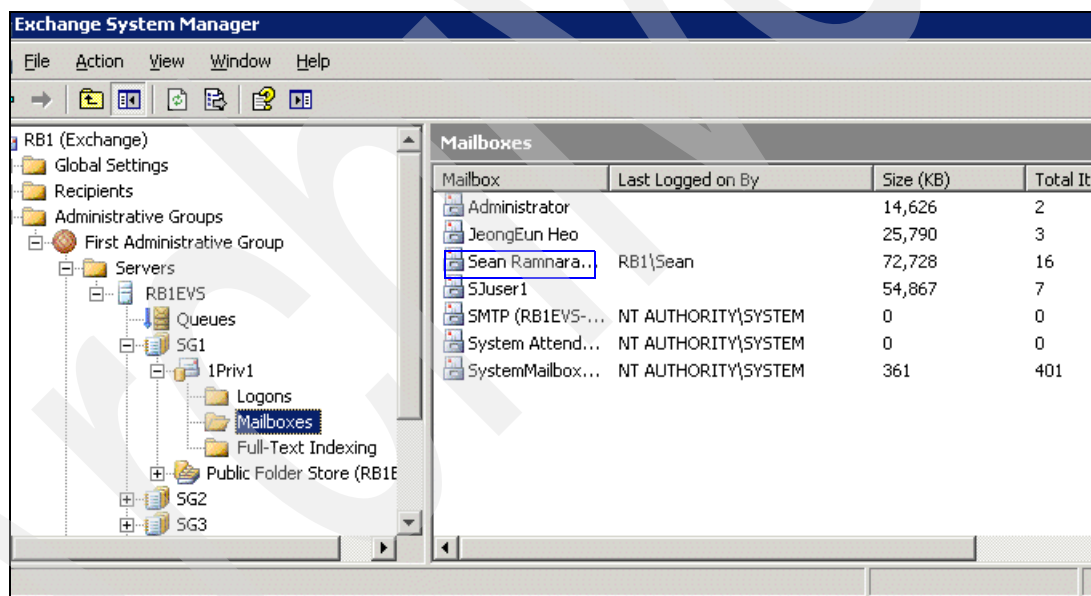 Exchange System Manager
File Action View Window Help
RB1 (Exchange)
Global Settings
Recipients
Administrative Groups
First Administrative Group
Servers
RB1EVS
Queues
SG1
1Priv1
Logons
Mailboxes
Full-Text Indexing
Public Folder Store (RB1E
SG2
SG3
Mailboxes
Mailbox Last Logged on By Size (KB) Total It
Administrator 14,626 2
JeongEun Heo 25,790 3
Sean Ramnara... RB1\Sean 72,728 16
SJuser1 54,867 7
SMTP (RB1EVS-... NT AUTHORITY\SYSTEM 0 0
System Attend... NT AUTHORITY\SYSTEM 0 0
SystemMailbox... NT AUTHORITY\SYSTEM 361 401